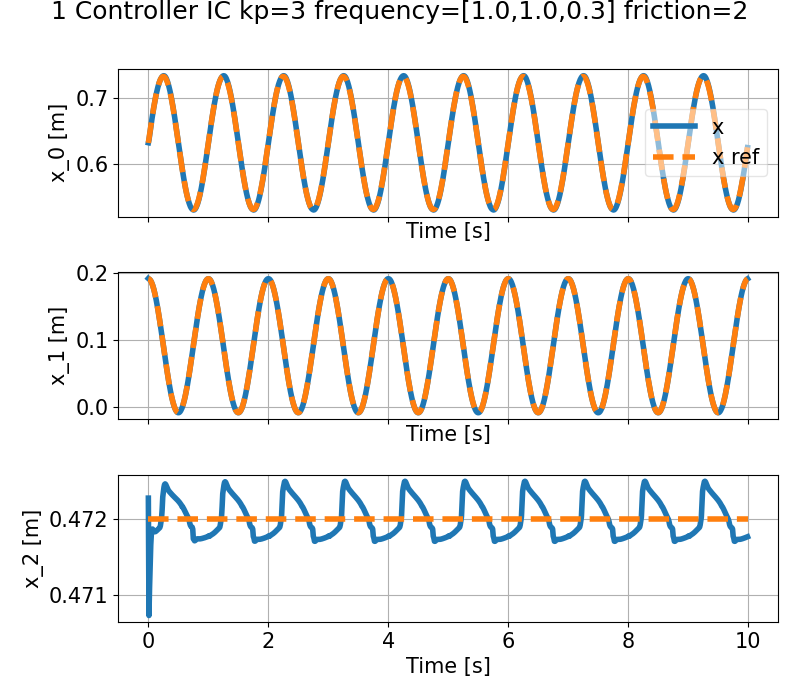 1 Controller IC kp=3 frequency=[1.0,1.0,0.3] friction=2
x_0 [m]
0.7
0.6
x
x ref
Time [s]
x_1 [m]
0.2
0.1
0.0
Time [s]
x_2 [m]
0.472
0.471
0 2 4 6 8 10
Time [s]